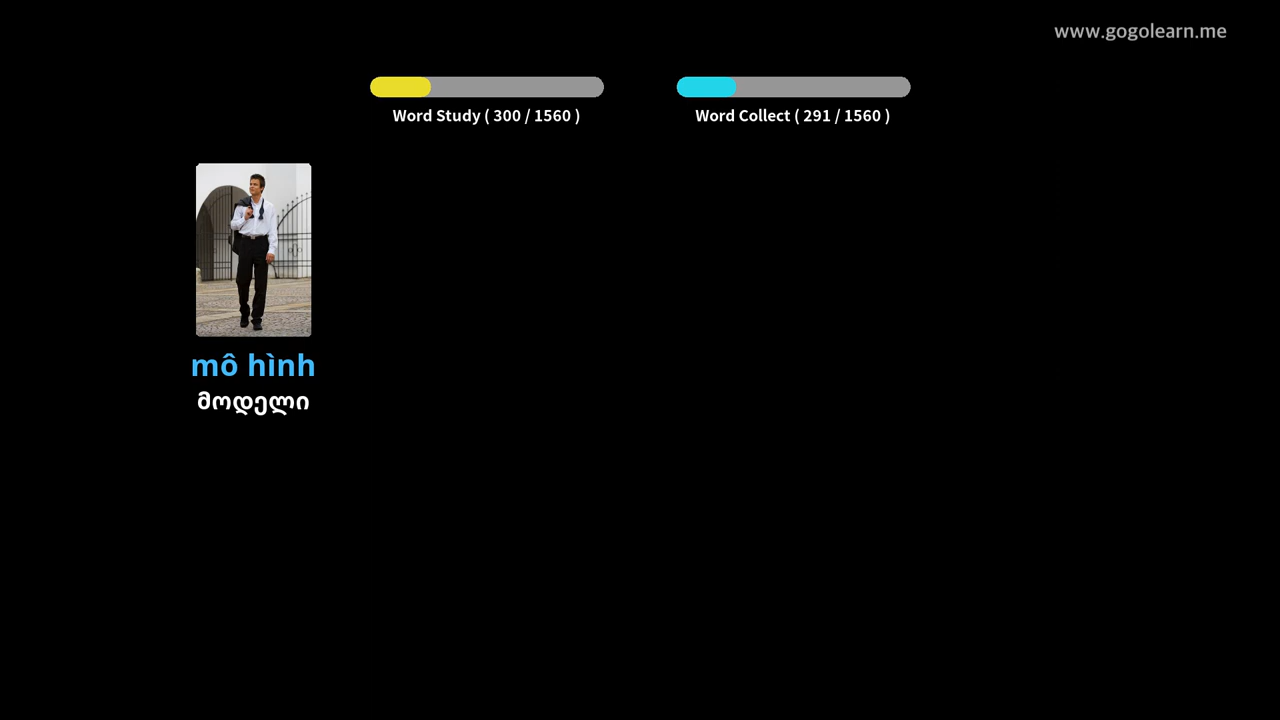 www.gogolearn.me
Word Study ( 300 / 1560 )
Word Collect ( 291 / 1560 )
mô hình
მოდელი